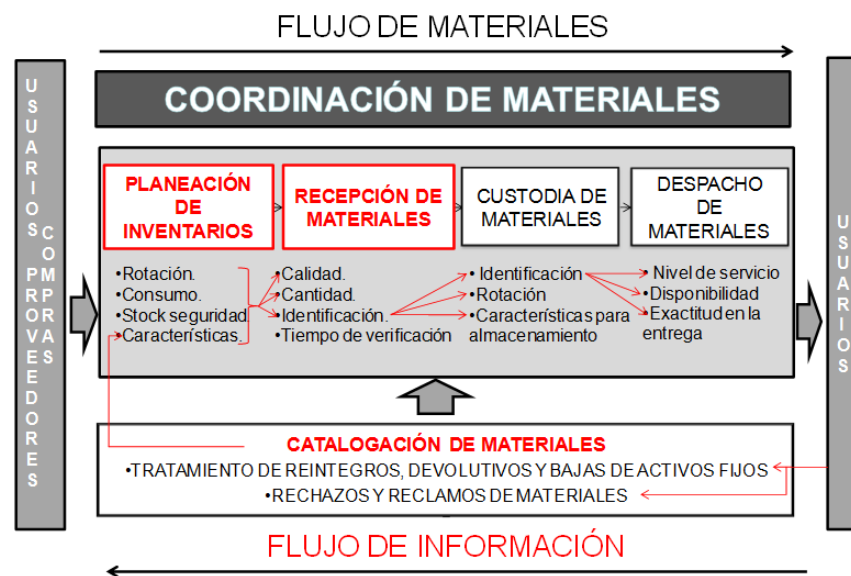 FLUJO DE MATERIALES
COORDINACIÓN DE MATERIALES
USUARIOS PROVEEDORES
COMPRAS
PLANEACIÓN
DE
INVENTARIOS
RECEPCIÓN DE
MATERIALES
CUSTODIA DE
MATERIALES
DESPACHO
DE
MATERIALES
•Rotación.
•Consumo.
•Stock seguridad.
•Características.
•Calidad.
•Cantidad.
•Identificación.
•Tiempo de verificación
• Identificación
•Rotación
•Características para
almacenamiento
•Nivel de servicio
•Disponibilidad
•Exactitud en la
entrega
USUARIOS
CATALOGACIÓN DE MATERIALES
•TRATAMIENTO DE REINTEGROS, DEVOLUTIVOS Y BAJAS DE ACTIVOS FIJOS
•RECHAZOS Y RECLAMOS DE MATERIALES
FLUJO DE INFORMACIÓN